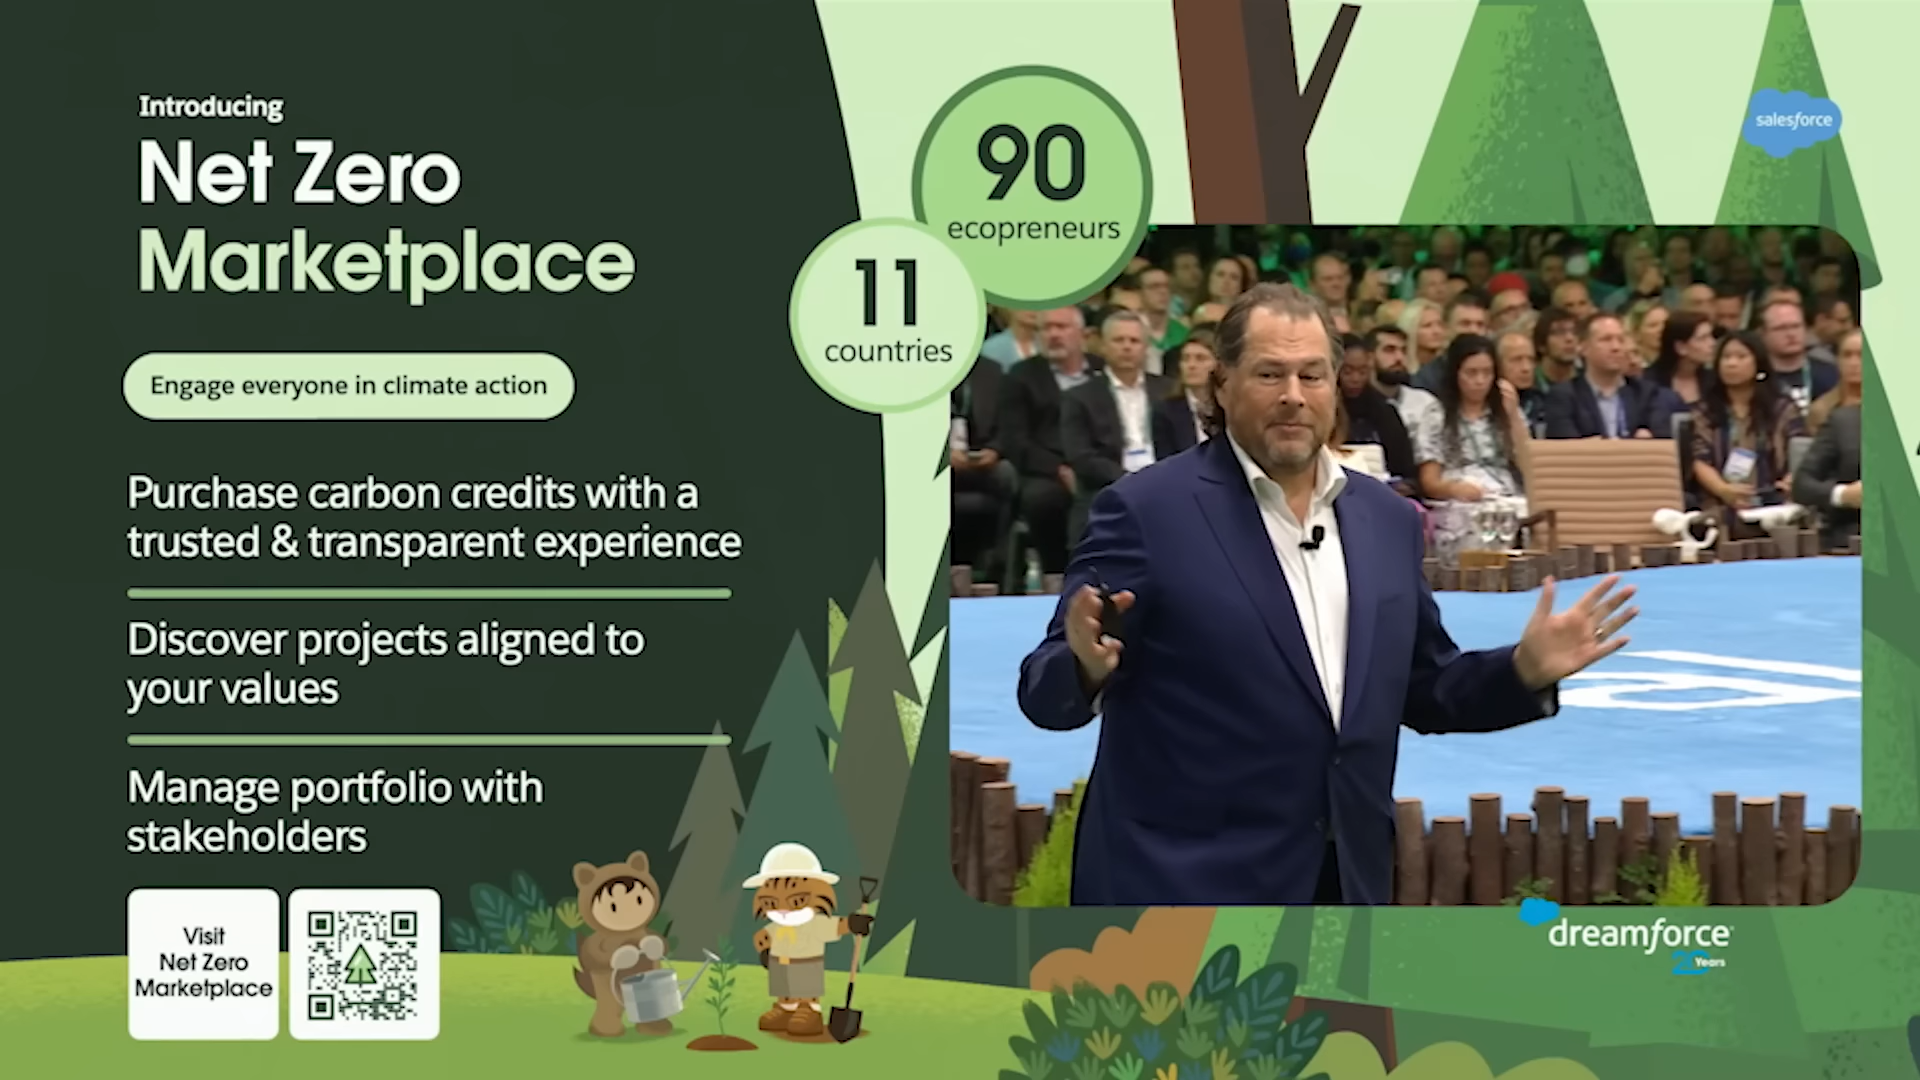 Introducing
Net Zero
Marketplace
90
ecopreneurs
11
countries
Engage everyone in climate action
Purchase carbon credits with a
trusted & transparent experience
Discover projects aligned to
your values
Manage portfolio with
stakeholders
Visit
Net Zero
Marketplace
salesforce
dreamforce
20 Years